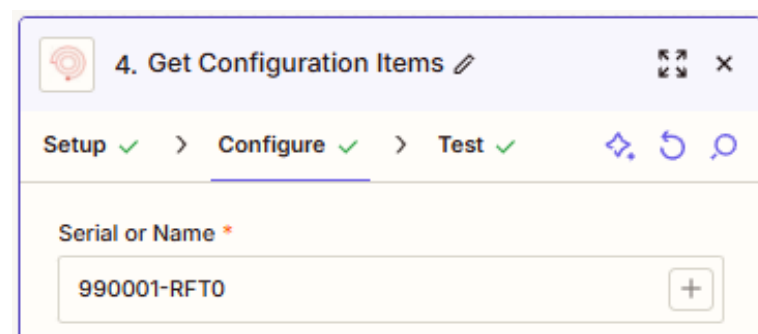 4. Get Configuration Items
Setup > Configure > Test
Serial or Name *
990001-RFT0